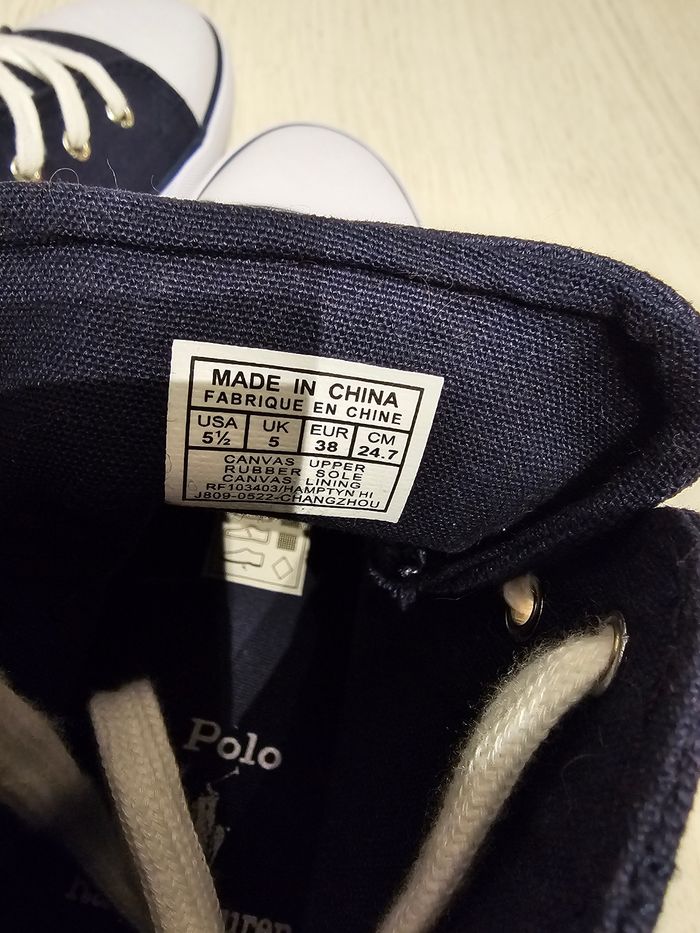 MADE IN CHINA
FABRIQUE EN CHINE
USA UK EUR CM
5½ 5 38 24.7
CANVAS UPPER
RUBBER SOLE
CANVAS LINING
RF103403/HAMPTYN HI
J809-0522-CHANGZHOU
Polo